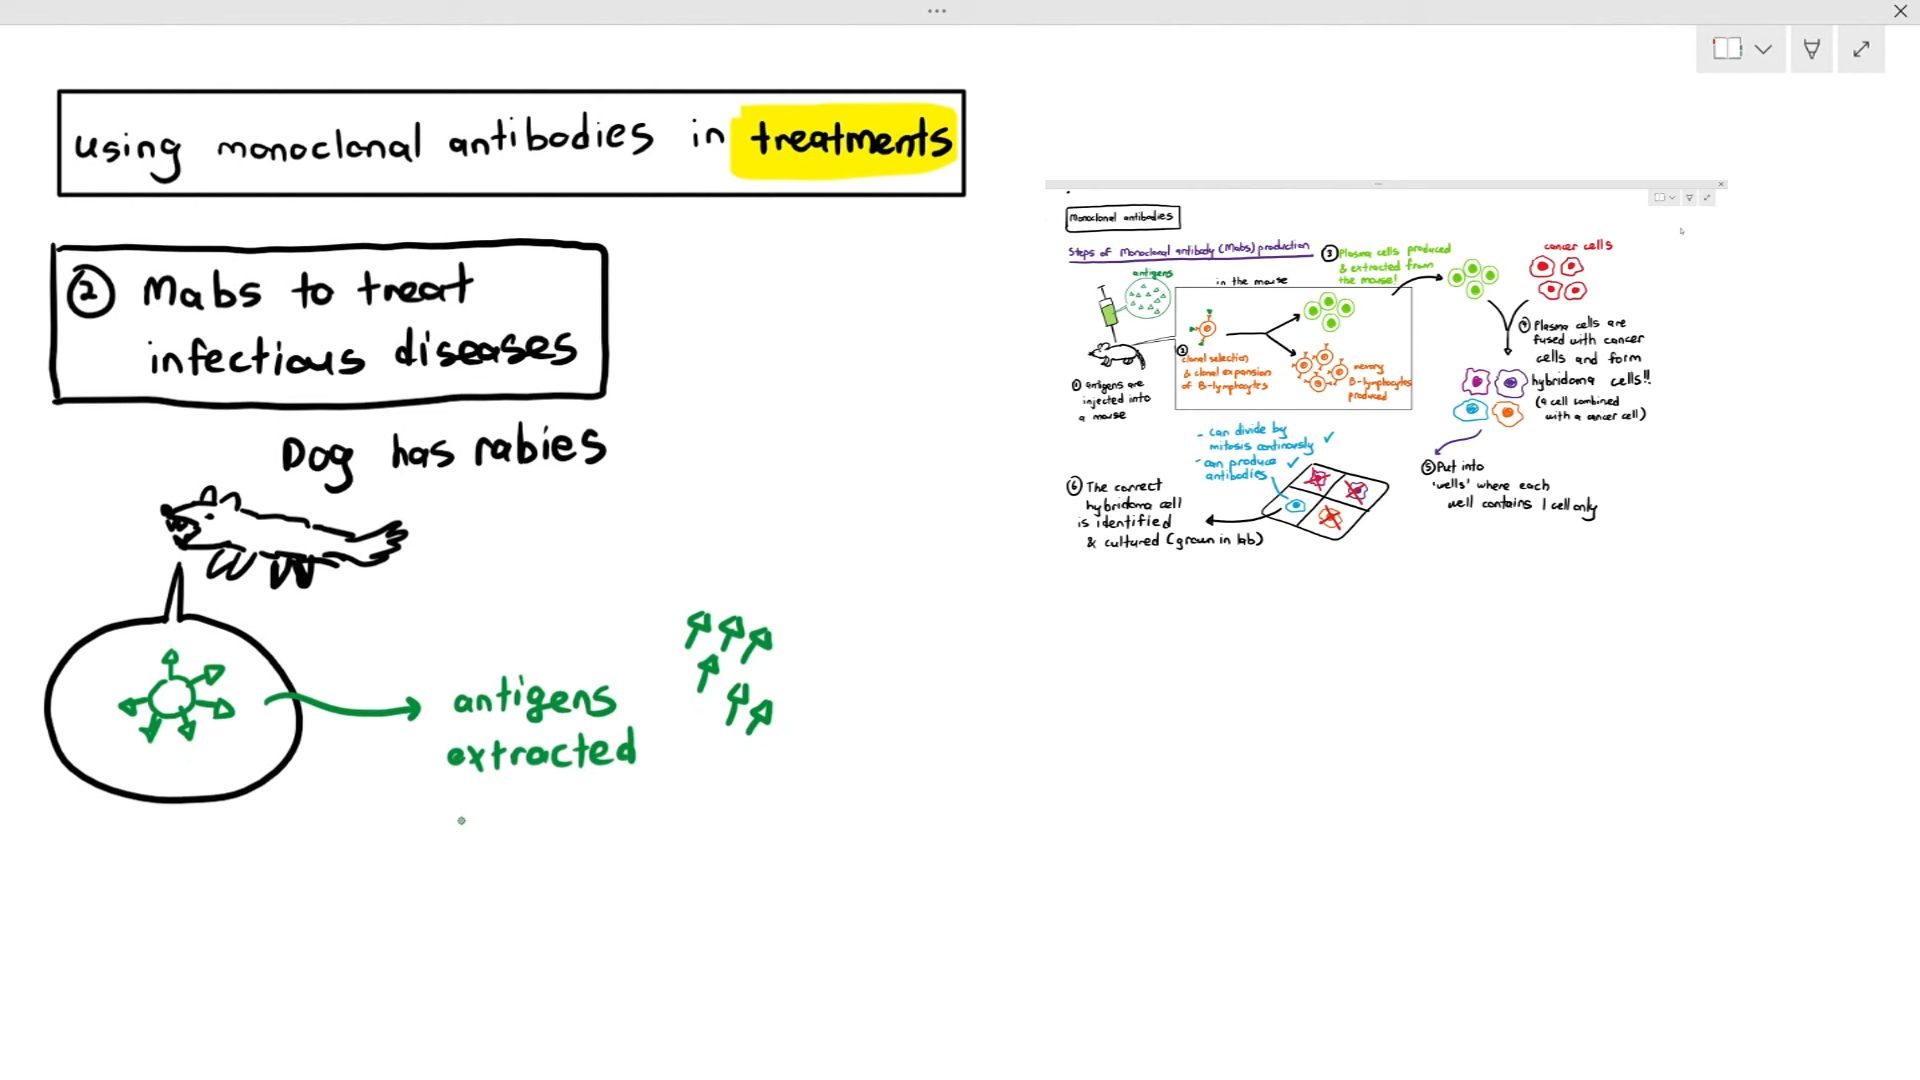 using monoclonal antibodies in treatments
② Mabs to treat
infectious diseases
Dog has rabies
antigens
extracted
Monoclonal antibodies
Steps of Monoclonal antibody (Mabs) production
antigens
① antigens are
injected into
a mouse
in the mouse
② clonal selection
& clonal expansion
of B-lymphocytes
memory
B-lymphocytes
produced
③ Plasma cells produced
& extracted from
the mouse!
cancer cells
④ Plasma cells are
fused with cancer
cells and form
hybridoma cells!!
(a cell combined
with a cancer cell)
⑤ Put into
'wells' where each
well contains 1 cell only
- can divide by
mitosis continously ✓
- can produce ✓
antibodies
⑥ The correct
hybridoma cell
is identified
& cultured (grown in lab)